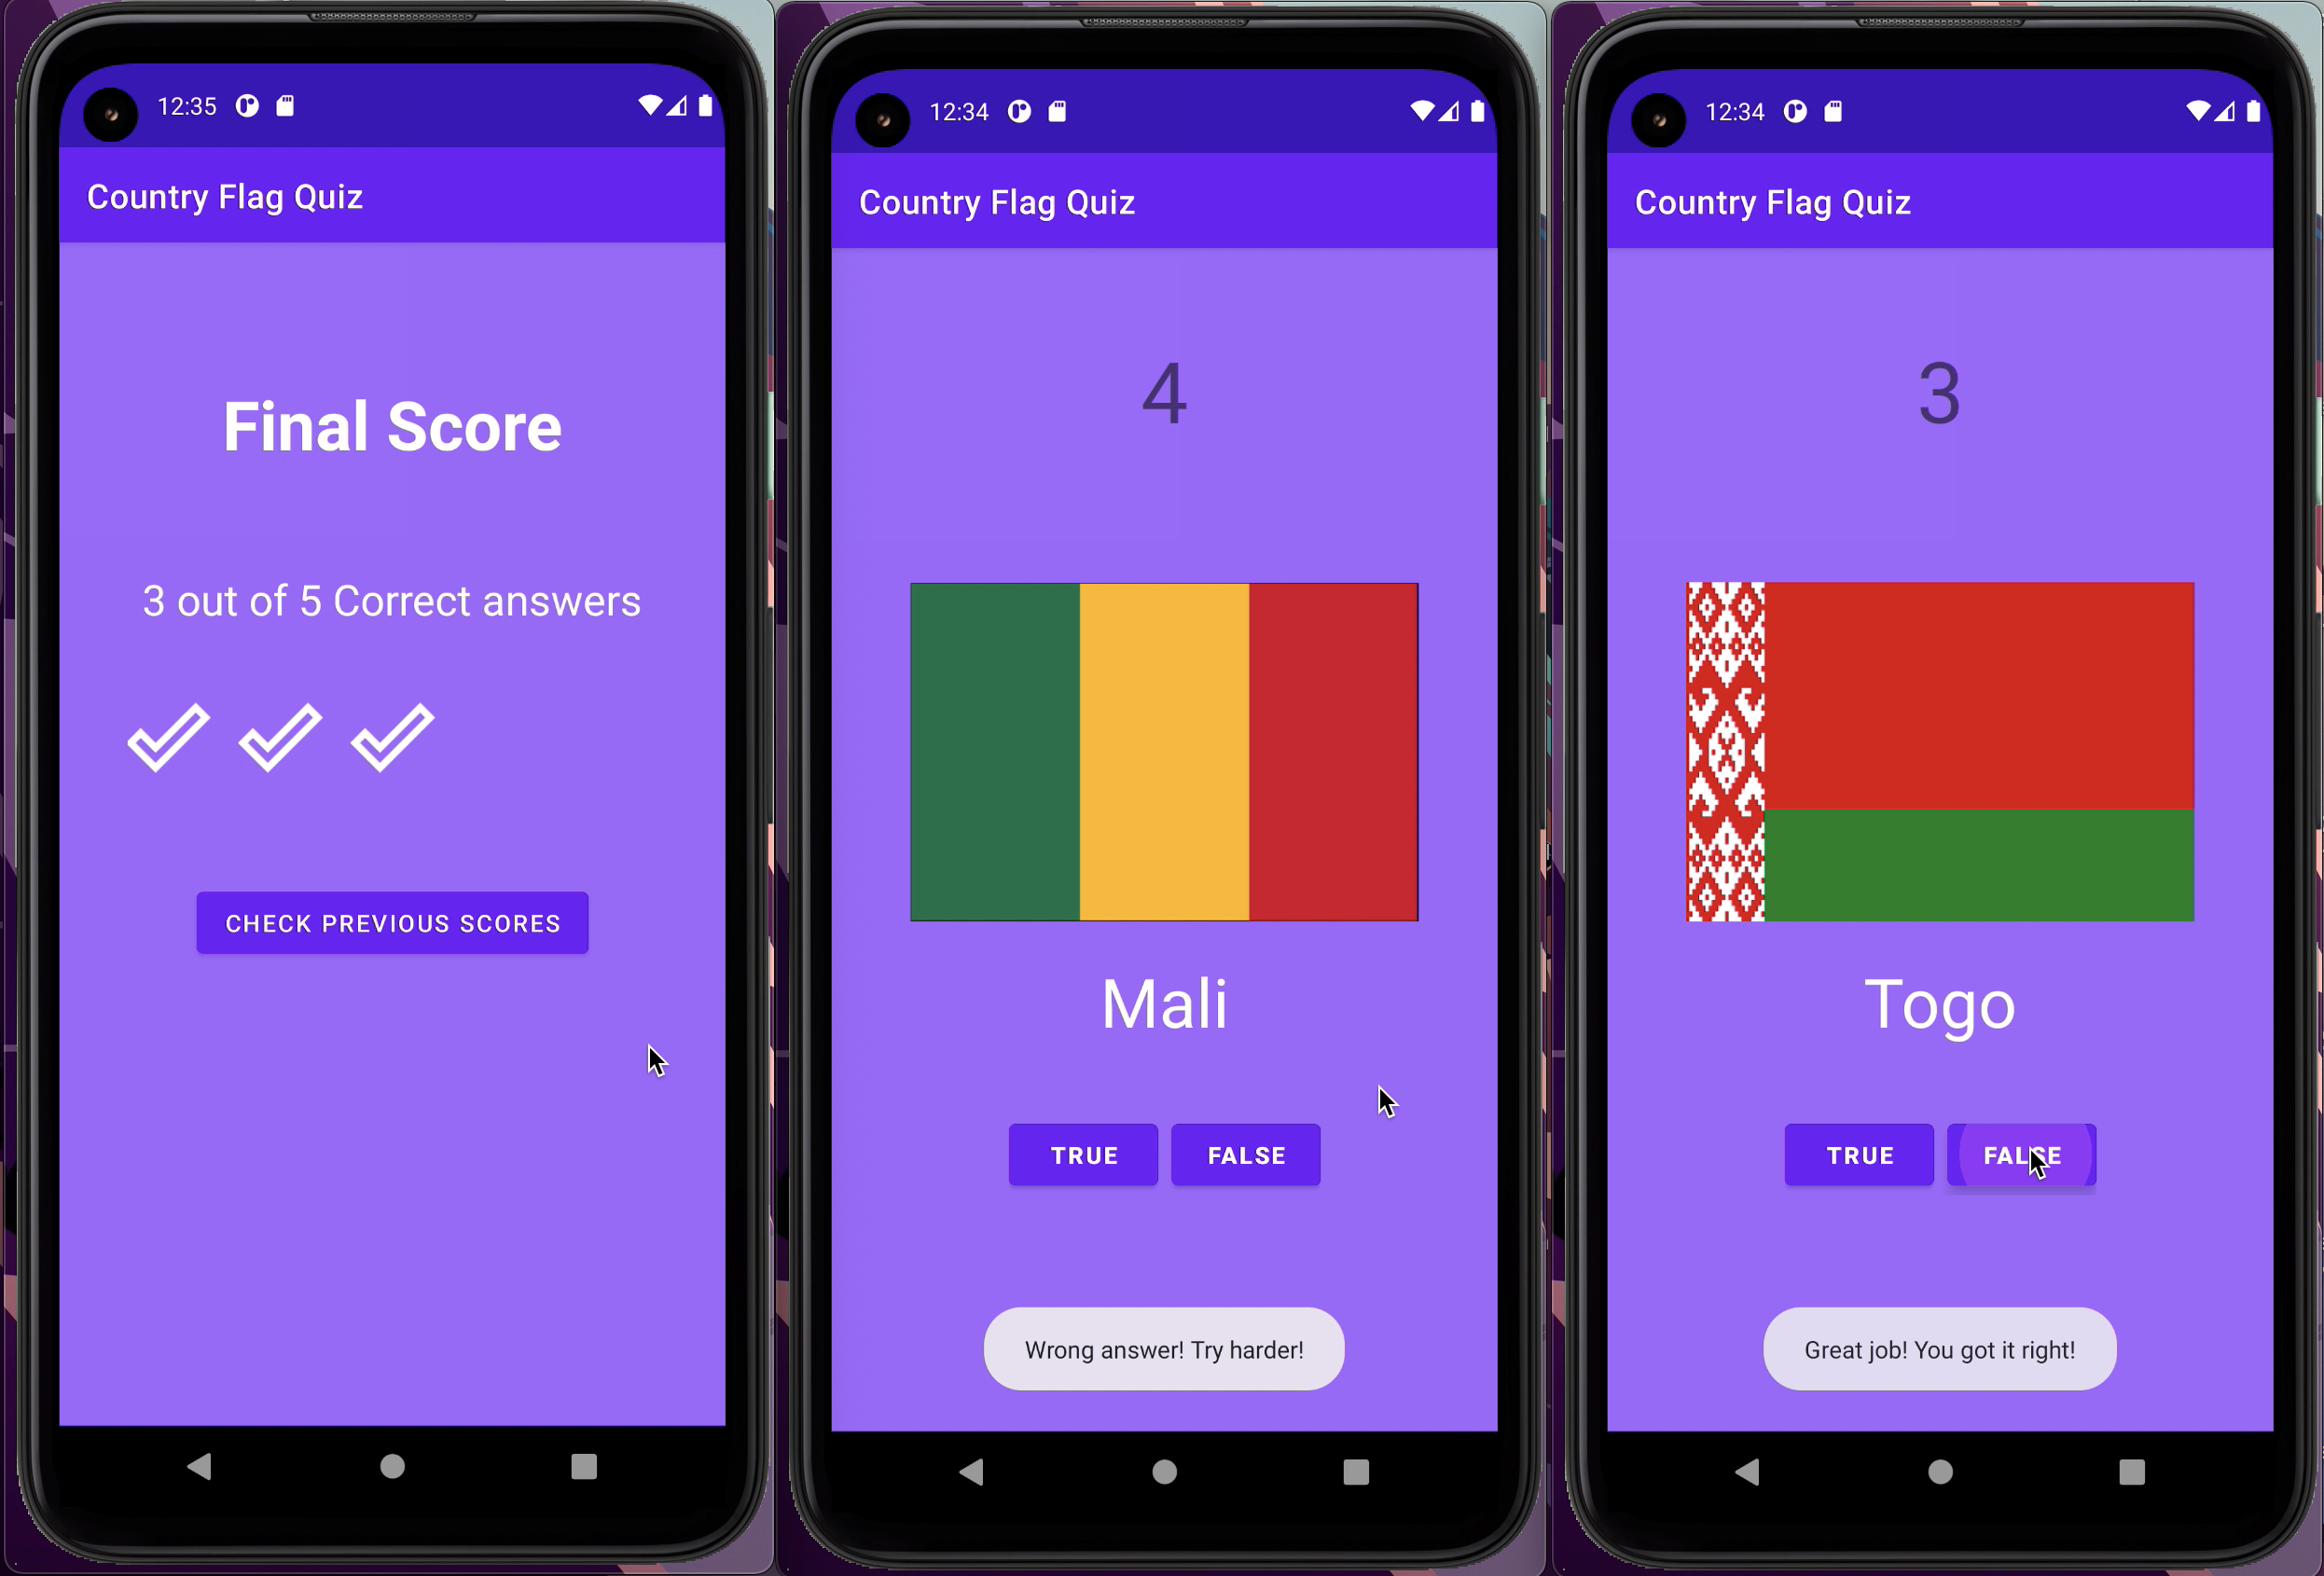 12:35
Country Flag Quiz
Final Score
3 out of 5 Correct answers
CHECK PREVIOUS SCORES
12:34
Country Flag Quiz
4
Mali
TRUE FALSE
Wrong answer! Try harder!
12:34
Country Flag Quiz
3
Togo
TRUE FALSE
Great job! You got it right!